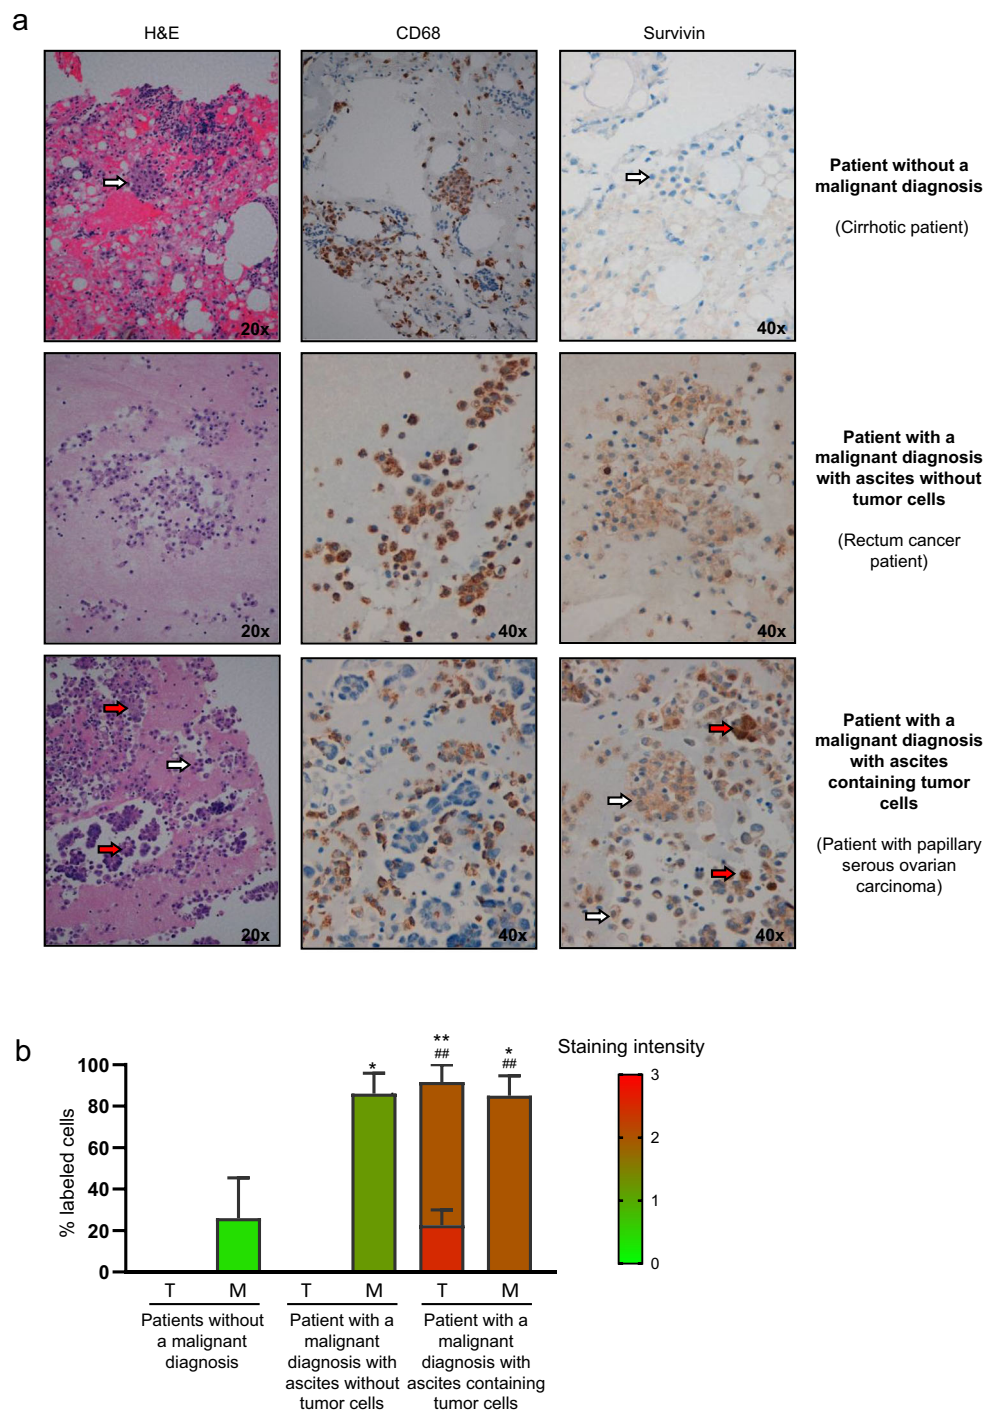 a
H&E
CD68
Survivin
20x
40x
Patient without a
malignant diagnosis
(Cirrhotic patient)
20x
40x
40x
Patient with a
malignant diagnosis
with ascites without
tumor cells
(Rectum cancer
patient)
20x
40x
40x
Patient with a
malignant diagnosis
with ascites
containing tumor
cells
(Patient with papillary
serous ovarian
carcinoma)
b
% labeled cells
100
80
60
40
20
0
*
**
##
*
##
T
M
T
M
T
M
Patients without
a malignant
diagnosis
Patient with a
malignant
diagnosis with
ascites without
tumor cells
Patient with a
malignant
diagnosis with
ascites containing
tumor cells
Staining intensity
3
2
1
0